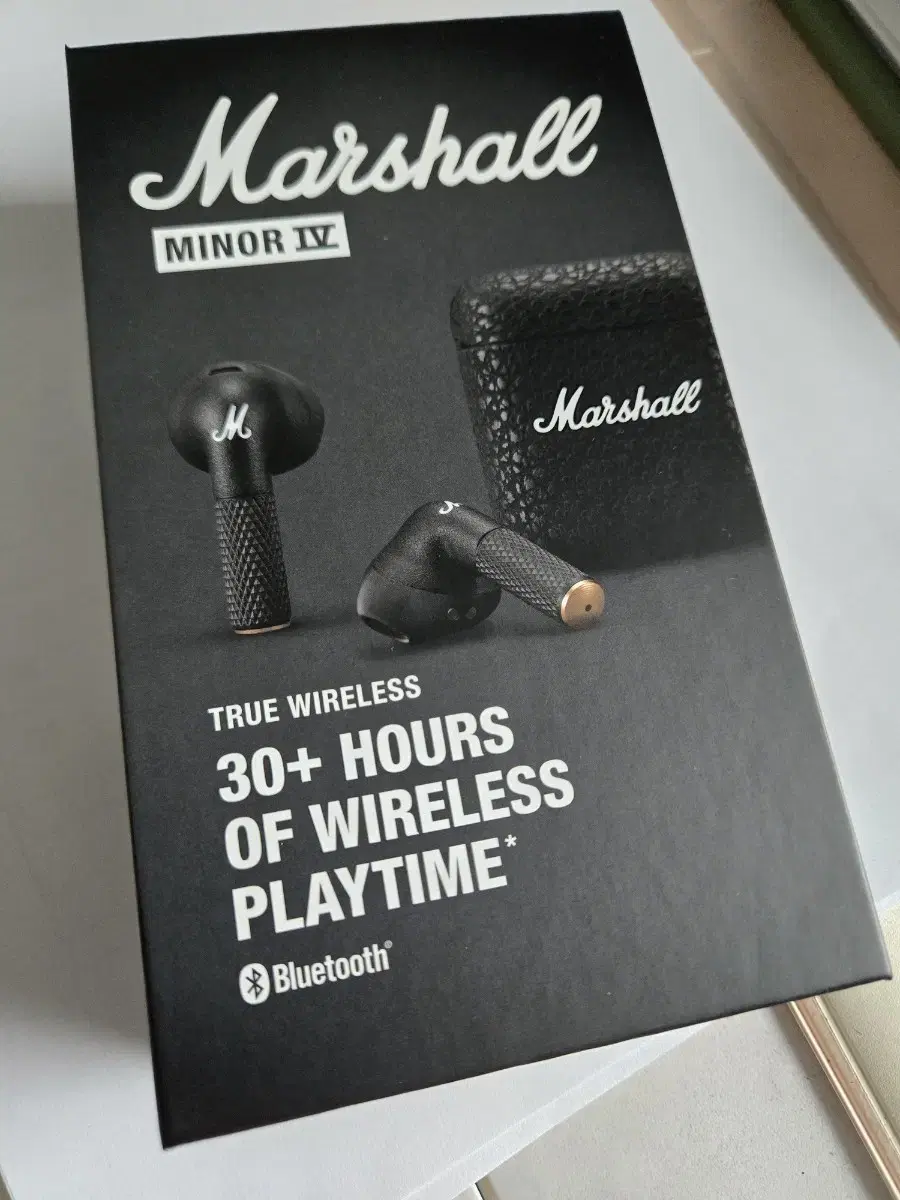 Marshall
MINOR IV
M
Marshall
TRUE WIRELESS
30+ HOURS
OF WIRELESS
PLAYTIME*
Bluetooth®